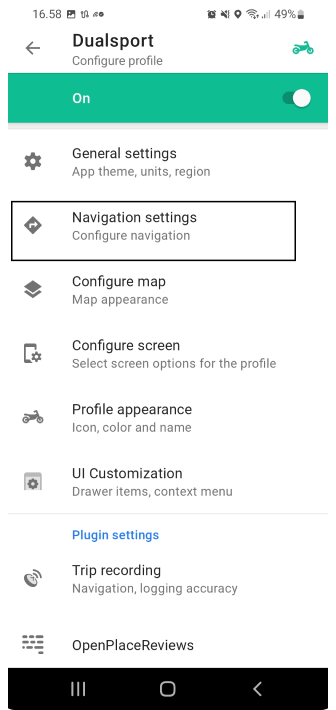 16.58 49%
Dualsport
Configure profile
On
General settings
App theme, units, region
Navigation settings
Configure navigation
Configure map
Map appearance
Configure screen
Select screen options for the profile
Profile appearance
Icon, color and name
UI Customization
Drawer items, context menu
Plugin settings
Trip recording
Navigation, logging accuracy
OpenPlaceReviews